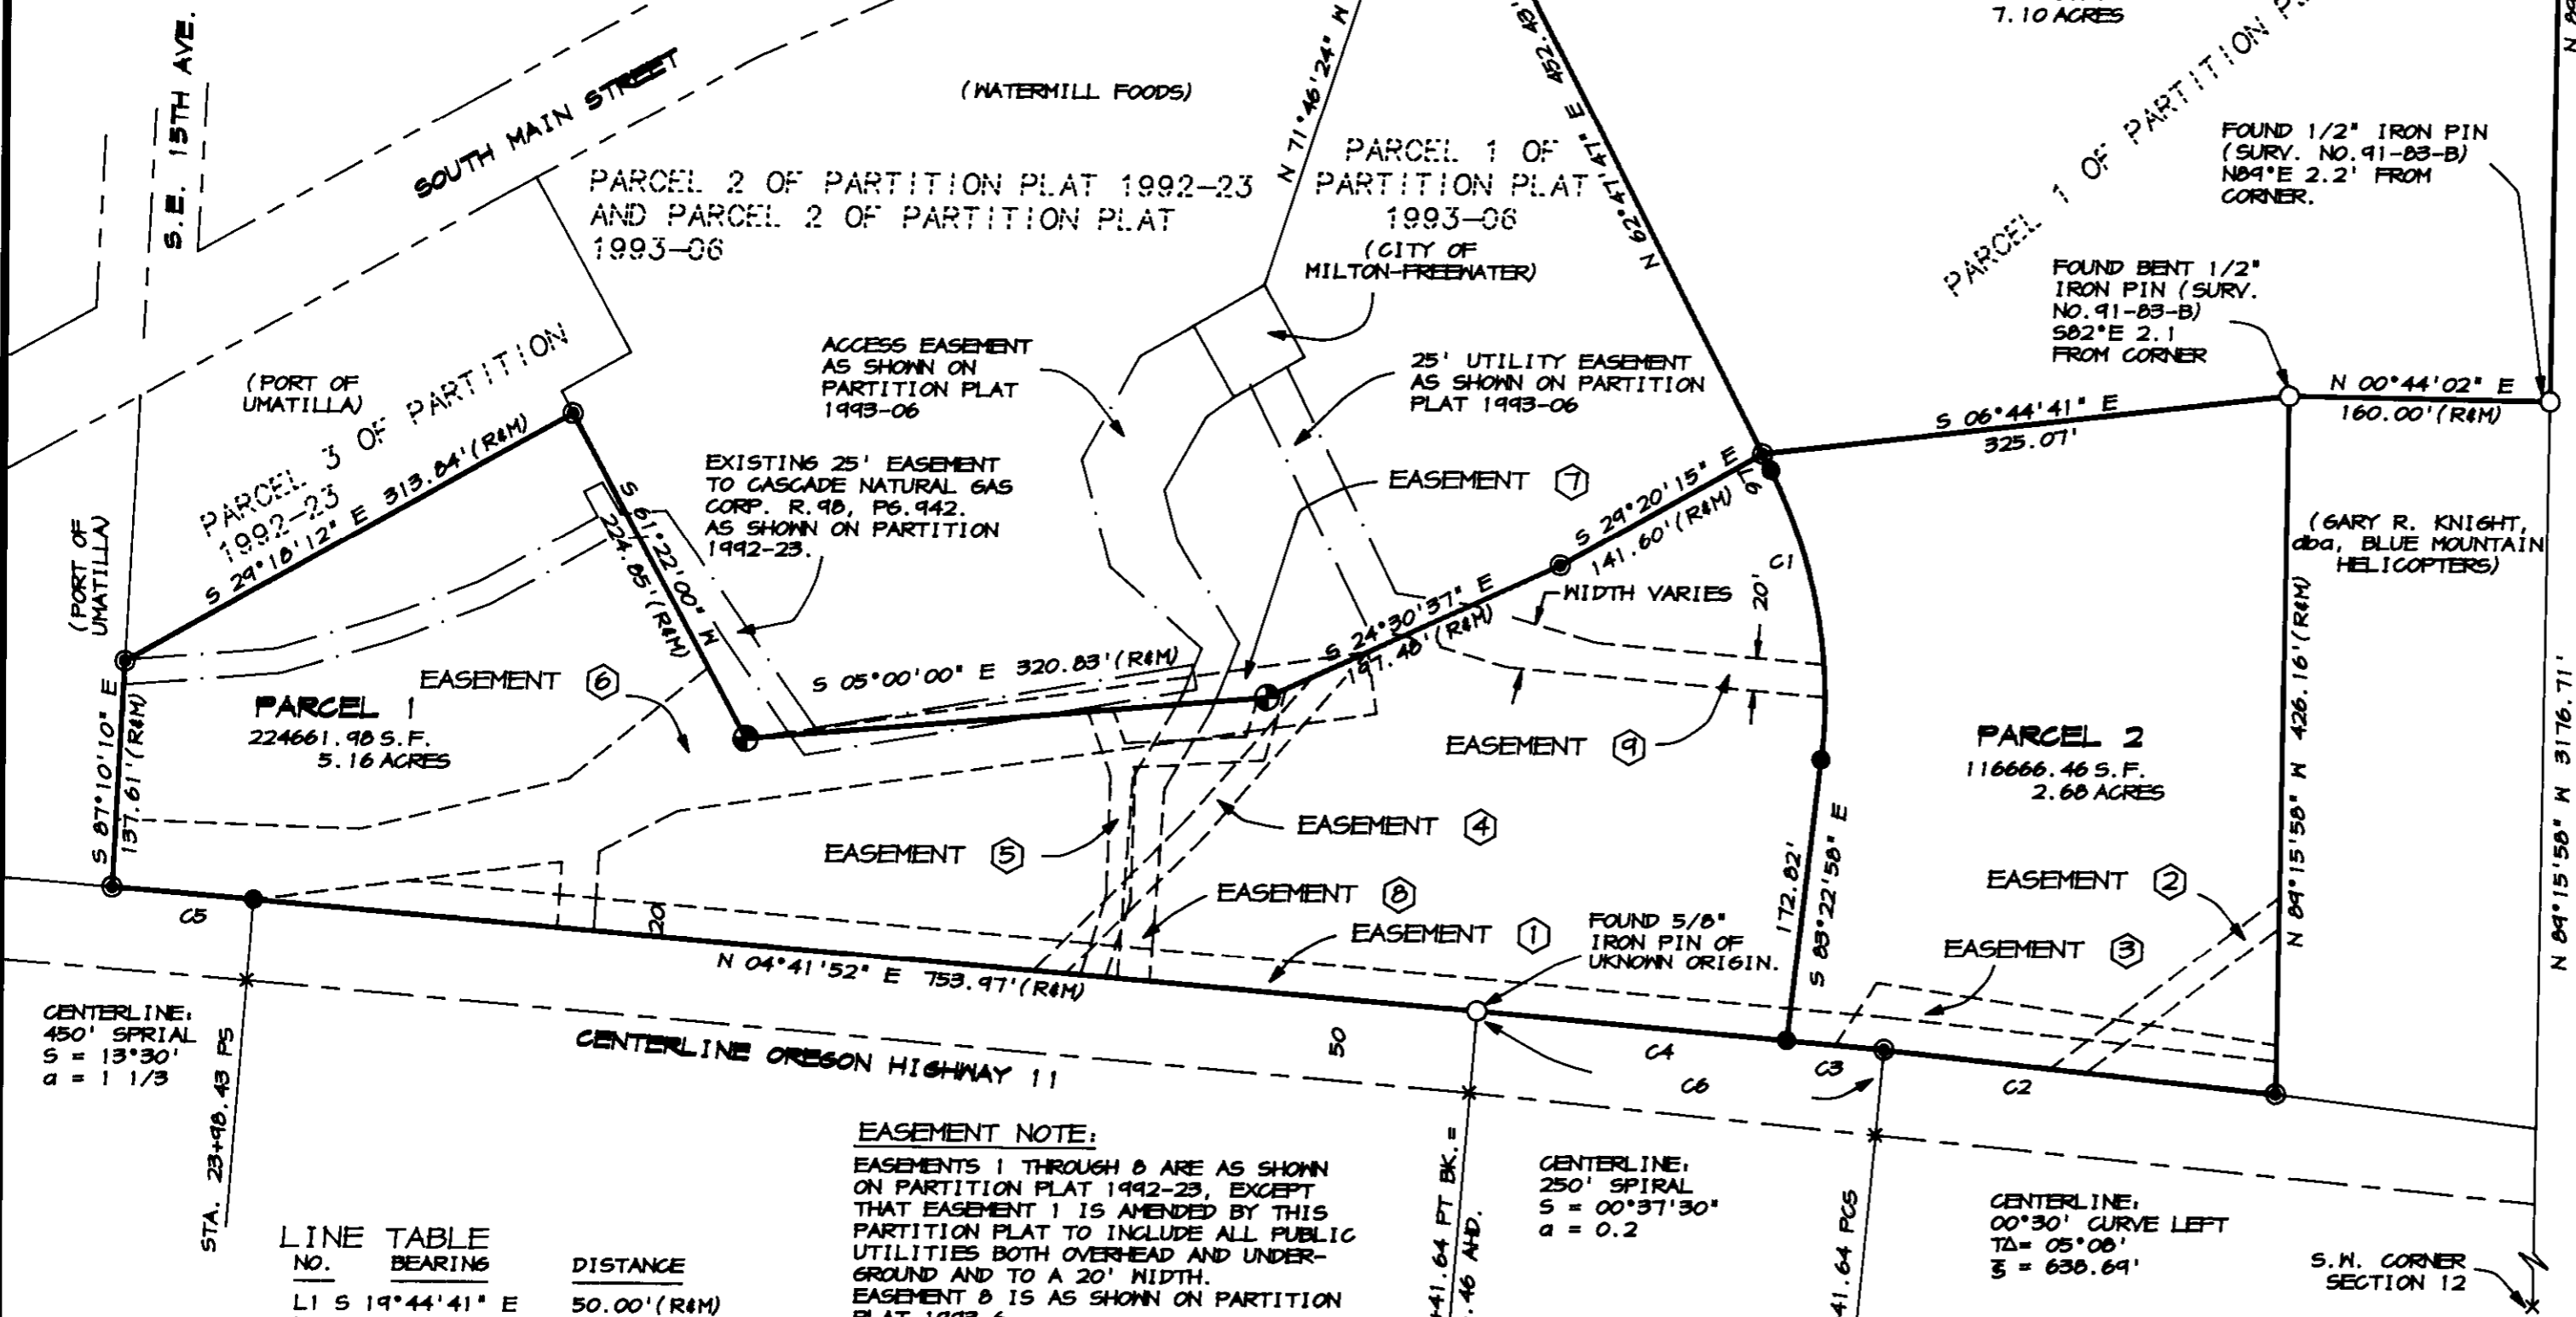 S.E. 15TH AVE.
SOUTH MAIN STREET
(WATERMILL FOODS)
N 71°46'24" W
N 62°47'47" E 452.43'
7.10 ACRES
PARCEL 1 OF PARTITION
N 89
PARCEL 2 OF PARTITION PLAT 1992-23
AND PARCEL 2 OF PARTITION PLAT
1993-06
PARCEL 1 OF
PARTITION PLAT
1993-06
(CITY OF
MILTON-FREEWATER)
FOUND 1/2" IRON PIN
(SURV. NO.91-83-B)
N89°E 2.2' FROM
CORNER.
FOUND BENT 1/2"
IRON PIN (SURV.
NO.91-83-B)
S82°E 2.1
FROM CORNER
(PORT OF
UMATILLA)
PARCEL 3 OF PARTITION
1992-23
S 29°18'12" E 313.84'(R&M)
ACCESS EASEMENT
AS SHOWN ON
PARTITION PLAT
1993-06
25' UTILITY EASEMENT
AS SHOWN ON PARTITION
PLAT 1993-06
N 00°44'02" E
160.00'(R&M)
S 06°44'41" E
325.07'
EXISTING 25' EASEMENT
TO CASCADE NATURAL GAS
CORP. R.98, PG.942.
AS SHOWN ON PARTITION
1992-23.
S 61°22'00" W
224.85'(R&M)
EASEMENT 7
S 29°20'15" E
141.60'(R&M)
L9
C1
(GARY R. KNIGHT,
dba, BLUE MOUNTAIN
HELICOPTERS)
(PORT OF
UMATILLA)
WIDTH VARIES
20'
S 24°30'37" E
197.48'(R&M)
S 05°00'00" E 320.83'(R&M)
EASEMENT 6
PARCEL 1
224661.98 S.F.
5.16 ACRES
S 87°10'10" E
137.61'(R&M)
EASEMENT 9
PARCEL 2
116666.46 S.F.
2.68 ACRES
N 89°15'58" W 426.16'(R&M)
N 89°15'58" W 3176.71'
EASEMENT 4
EASEMENT 5
EASEMENT 8
EASEMENT 1
EASEMENT 2
EASEMENT 3
172.82'
S 83°22'58" E
FOUND 5/8"
IRON PIN OF
UKNOWN ORIGIN.
C5
20
N 04°41'52" E 753.97'(R&M)
50
C4
C6
C3
C2
CENTERLINE OREGON HIGHWAY 11
CENTERLINE:
450' SPRIAL
S = 13°30'
a = 1 1/3
STA. 23+98.43 PS
EASEMENT NOTE:
EASEMENTS 1 THROUGH 8 ARE AS SHOWN
ON PARTITION PLAT 1992-23, EXCEPT
THAT EASEMENT 1 IS AMENDED BY THIS
PARTITION PLAT TO INCLUDE ALL PUBLIC
UTILITIES BOTH OVERHEAD AND UNDER-
GROUND AND TO A 20' WIDTH.
EASEMENT 8 IS AS SHOWN ON PARTITION
PLAT 1993-6
+41.64 PT BK.=
.46 AHD.
CENTERLINE:
250' SPIRAL
S = 00°37'30"
a = 0.2
41.64 PCS
CENTERLINE:
00°30' CURVE LEFT
TΔ= 05°08'
S = 638.69'
S.W. CORNER
SECTION 12
LINE TABLE
NO. BEARING DISTANCE
L1 S 19°44'41" E 50.00'(R&M)